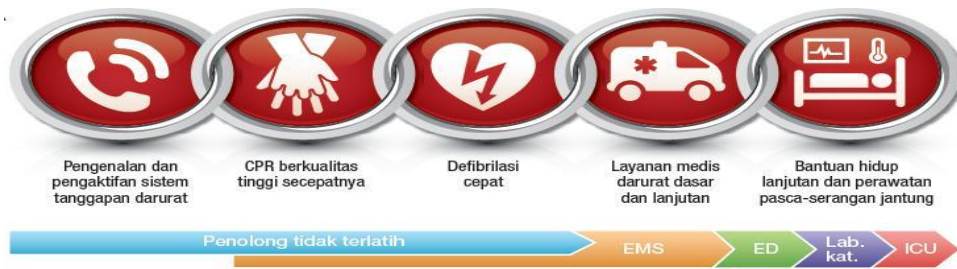 Pengenalan dan
pengaktifan sistem
tanggapan darurat
CPR berkualitas
tinggi secepatnya
Defibrilasi
cepat
Layanan medis
darurat dasar
dan lanjutan
Bantuan hidup
lanjutan dan perawatan
pasca-serangan jantung
Penolong tidak terlatih
EMS
ED
Lab.
kat.
ICU